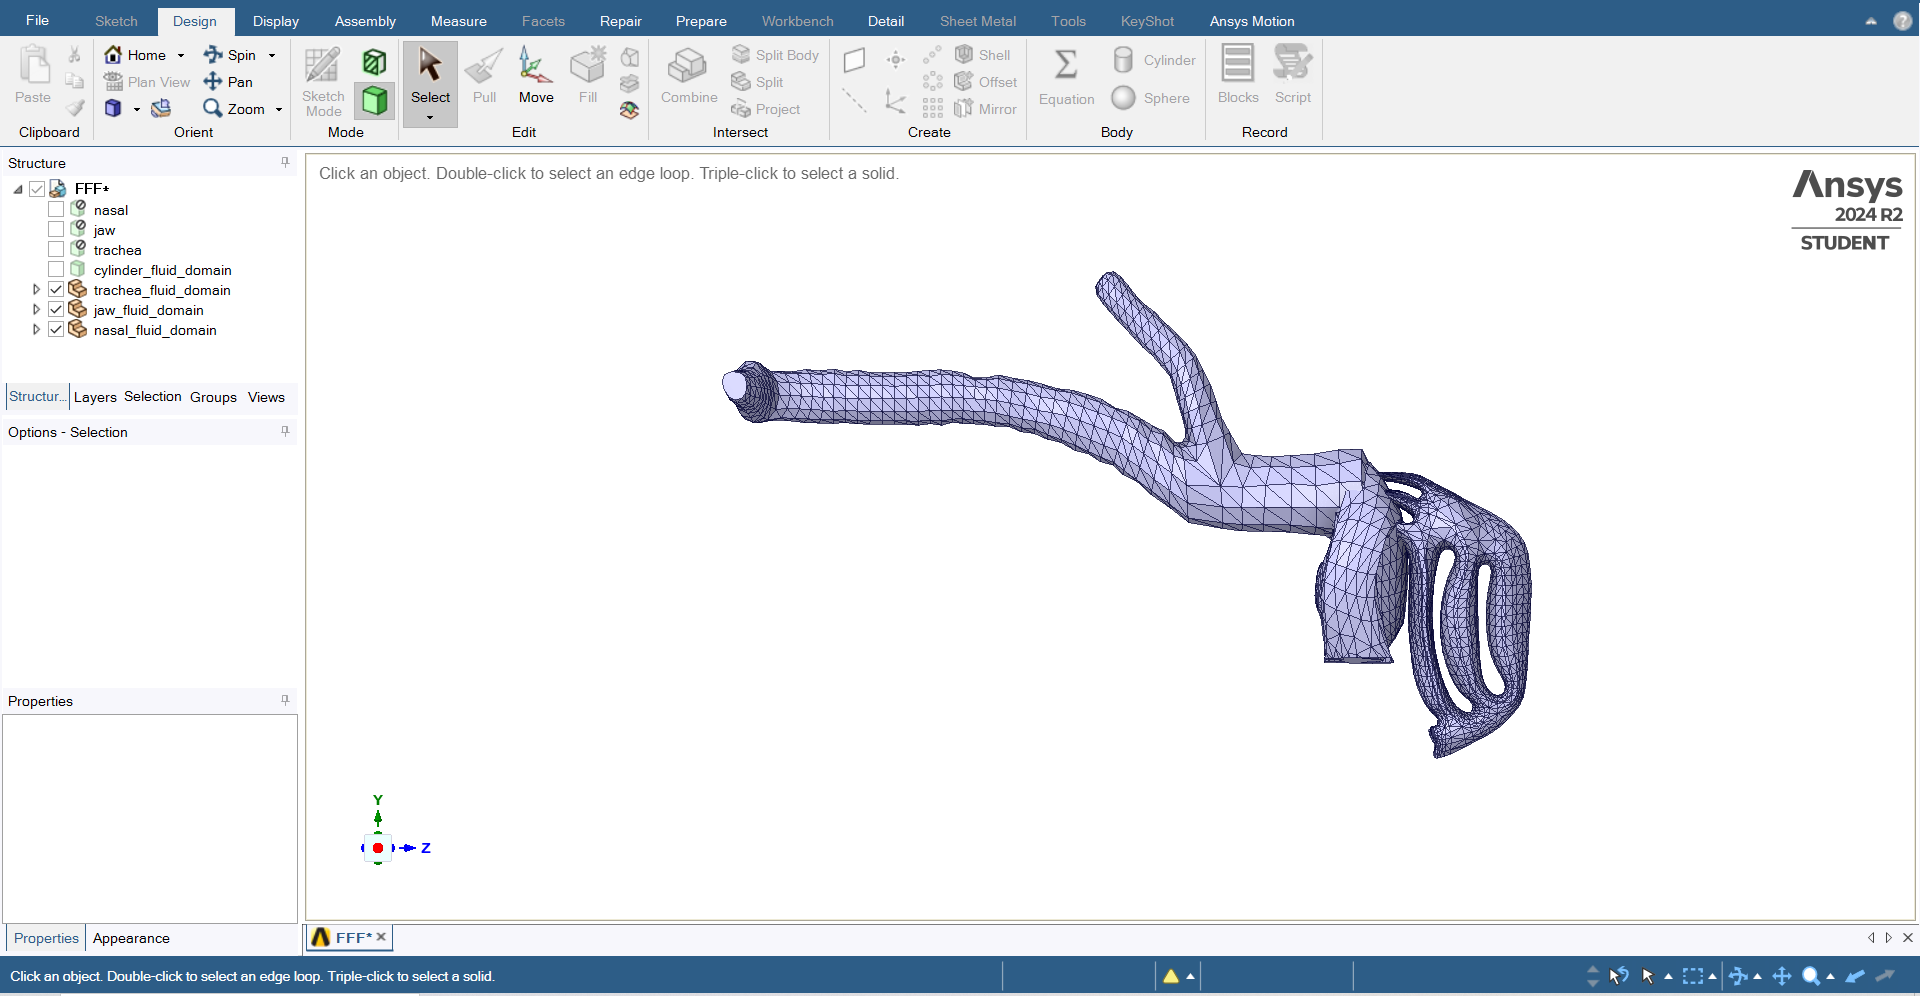 File Sketch Design Display Assembly Measure Facets Repair Prepare Workbench Detail Sheet Metal Tools KeyShot Ansys Motion
Paste
Clipboard
Home Spin
Plan View Pan
Zoom
Orient
Sketch Mode
Mode
Select Pull Move Fill
Edit
Combine
Split Body
Split
Project
Intersect
Shell
Offset
Mirror
Create
Equation
Cylinder
Sphere
Body
Blocks Script
Record
Structure
FFF*
nasal
jaw
trachea
cylinder_fluid_domain
trachea_fluid_domain
jaw_fluid_domain
nasal_fluid_domain
Structur... Layers Selection Groups Views
Options - Selection
Properties
Properties Appearance
Click an object. Double-click to select an edge loop. Triple-click to select a solid.
Ansys
2024 R2
STUDENT
Y
Z
FFF*
Click an object. Double-click to select an edge loop. Triple-click to select a solid.